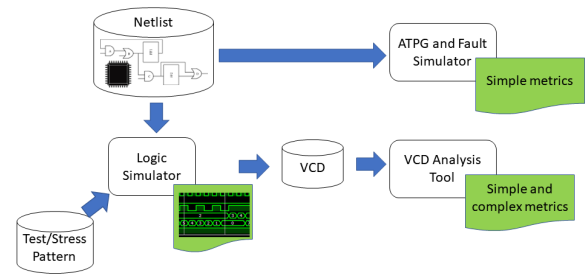 Netlist
ATPG and Fault
Simulator
Simple metrics
Logic
Simulator
VCD
VCD Analysis
Tool
Simple and
complex metrics
Test/Stress
Pattern